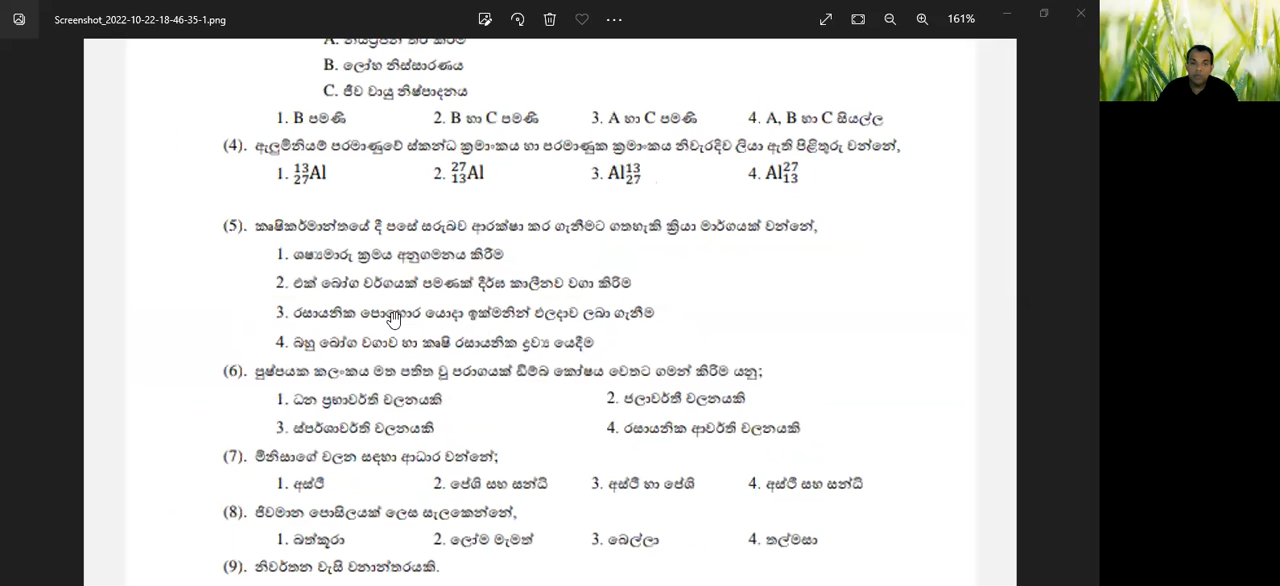 Screenshot_2022-10-22-18-46-35-1.png
161%
A. නයිට්‍රජන් තිර කිරීම
B. ලෝහ නිස්සාරණය
C. ජීව වායු නිෂ්පාදනය
1. B පමණි 2. B හා C පමණි 3. A හා C පමණි 4. A, B හා C සියල්ල
(4). ඇලුමිනියම් පරමාණුවේ ස්කන්ධ ක්‍රමාංකය හා පරමාණුක ක්‍රමාංකය නිවැරදිව ලියා ඇති පිළිතුරු වන්නේ,
1. ¹³₂₇Al 2. ²⁷₁₃Al 3. Al¹³₂₇ 4. Al²⁷₁₃
(5). කෘෂිකර්මාන්තයේ දී පසේ සරුබව ආරක්ෂා කර ගැනීමට ගතහැකි ක්‍රියා මාර්ගයක් වන්නේ,
1. ශෂ්‍යමාරු ක්‍රමය අනුගමනය කිරීම
2. එක් බෝග වර්ගයක් පමණක් දීර්ඝ කාලීනව වගා කිරීම
3. රසායනික පොහොර යොදා ඉක්මනින් ඵලදාව ලබා ගැනීම
4. බහු බෝග වගාව හා කෘෂි රසායනික ද්‍රව්‍ය යෙදීම
(6). පුෂ්පයක කලංකය මත පතිත වු පරාගයක් ඩිම්බ කෝෂය වෙතට ගමන් කිරීම යනු;
1. ධන ප්‍රභාවර්ති චලනයකි 2. ජලාවර්තී චලනයකි
3. ස්පර්ශාවර්ති චලනයකි 4. රසායනික ආවර්ති චලනයකි
(7). මිනිසාගේ චලන සඳහා ආධාර වන්නේ;
1. අස්ථි 2. පේශි සහ සන්ධි 3. අස්ථි හා පේශි 4. අස්ථි සහ සන්ධි
(8). ජීවමාන පොසිලයක් ලෙස සැලකෙන්නේ,
1. බත්කූරා 2. ලෝම මැමත් 3. බෙල්ලා 4. තල්මසා
(9). නිවර්තන වැසි වනාන්තරයකි.